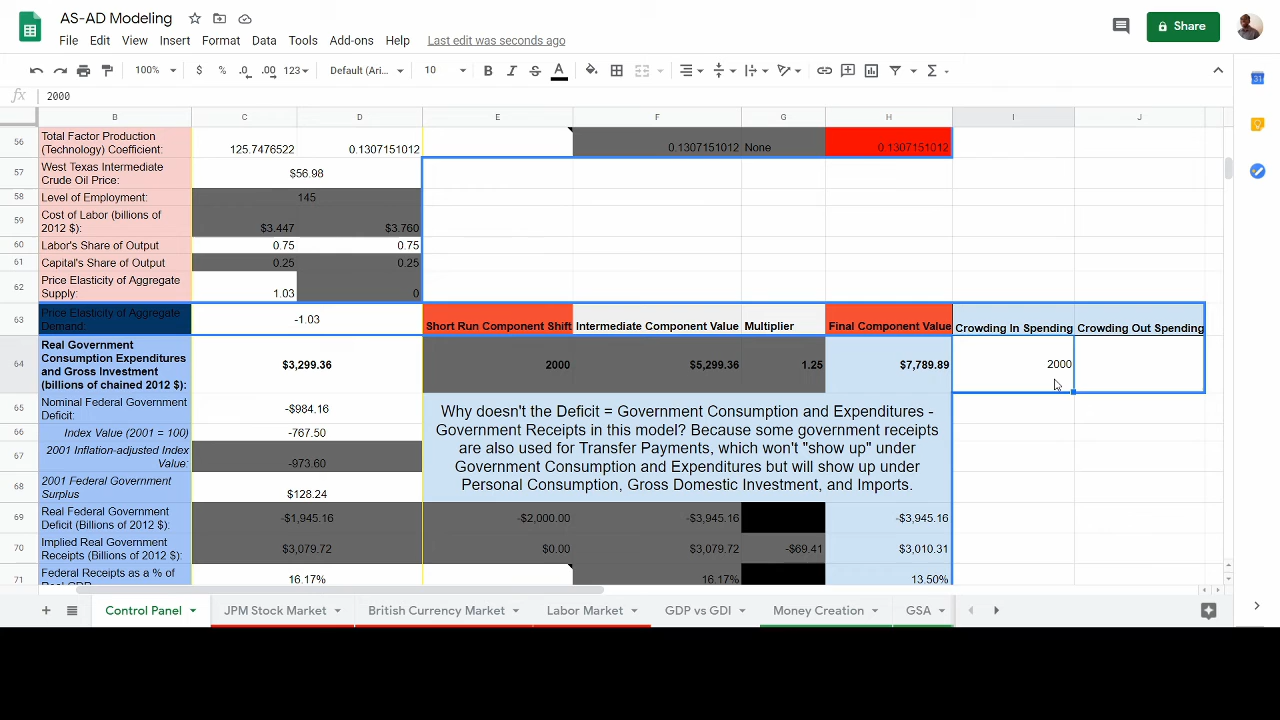 AS-AD Modeling
File Edit View Insert Format Data Tools Add-ons Help Last edit was seconds ago
Share
100% $ % .0 .00 123 Default (Ari... 10 B I S A Σ
fx 2000
B C D E F G H I J
56 Total Factor Production (Technology) Coefficient: 125.7476522 0.1307151012 0.1307151012 None 0.1307151012
57 West Texas Intermediate Crude Oil Price: $56.98
58 Level of Employment: 145
59 Cost of Labor (billions of 2012 $): $3.447 $3.760
60 Labor's Share of Output 0.75 0.75
61 Capital's Share of Output 0.25 0.25
62 Price Elasticity of Aggregate Supply: 1.03 0
63 Price Elasticity of Aggregate Demand: -1.03 Short Run Component Shift Intermediate Component Value Multiplier Final Component Value Crowding In Spending Crowding Out Spending
64 Real Government Consumption Expenditures and Gross Investment (billions of chained 2012 $): $3,299.36 2000 $5,299.36 1.25 $7,789.89 2000
65 Nominal Federal Government Deficit: -$984.16
66 Index Value (2001 = 100) -767.50
67 2001 Inflation-adjusted Index Value: -973.60
68 2001 Federal Government Surplus $128.24
Why doesn't the Deficit = Government Consumption and Expenditures -
Government Receipts in this model? Because some government receipts
are also used for Transfer Payments, which won't "show up" under
Government Consumption and Expenditures but will show up under
Personal Consumption, Gross Domestic Investment, and Imports.
69 Real Federal Government Deficit (Billions of 2012 $): -$1,945.16 -$2,000.00 -$3,945.16 -$3,945.16
70 Implied Real Government Receipts (Billions of 2012 $): $3,079.72 $0.00 $3,079.72 -$69.41 $3,010.31
71 Federal Receipts as a % of Real GDP 16.17% 16.17% 13.50%
Control Panel JPM Stock Market British Currency Market Labor Market GDP vs GDI Money Creation GSA
31